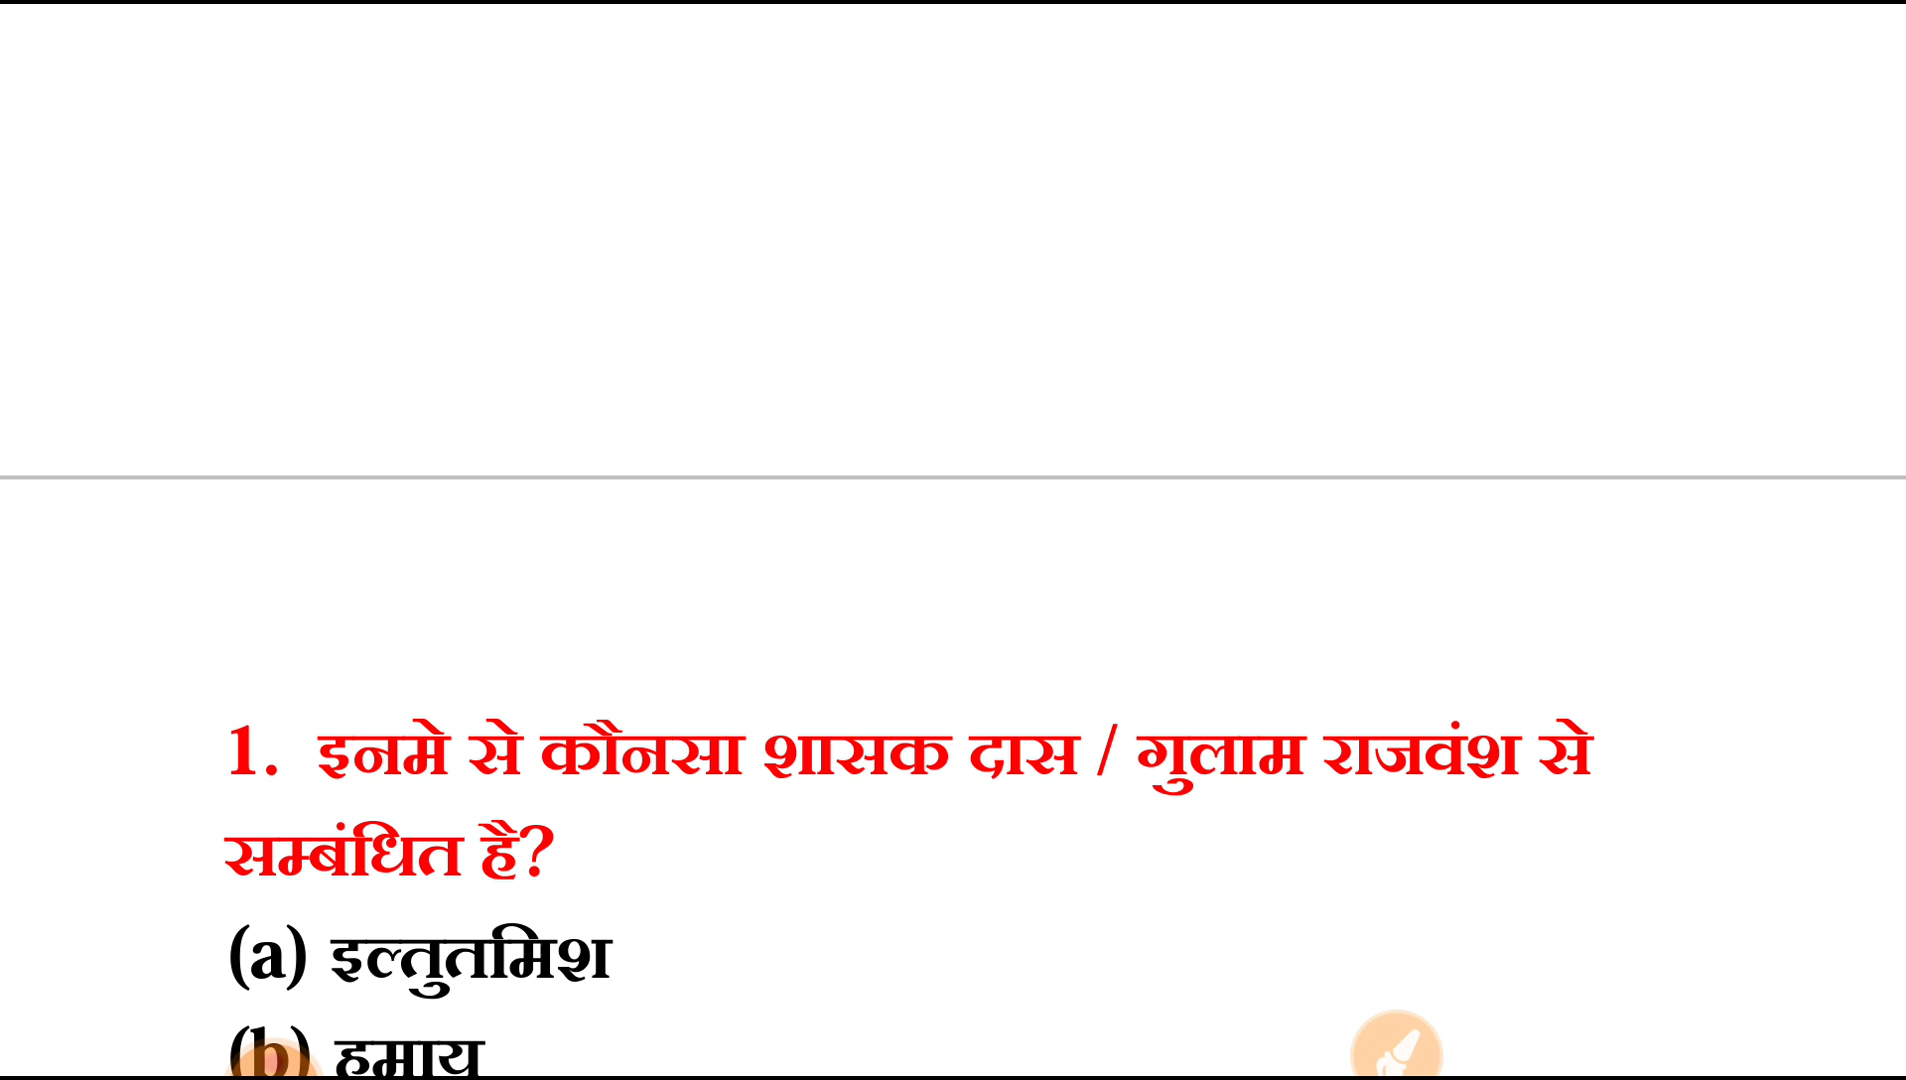 1. इनमे से कौनसा शासक दास / गुलाम राजवंश से
सम्बंधित है?
(a) इल्तुतमिश
(b)